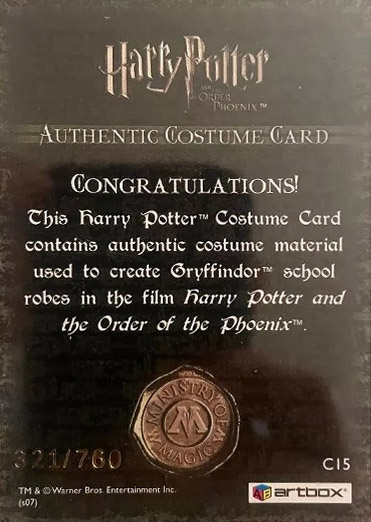 Harry Potter
AND THE
ORDER
OF THE
PHOENIX™
AUTHENTIC COSTUME CARD
CONGRATULATIONS!
This Harry Potter™ Costume Card
contains authentic costume material
used to create Gryffindor™ school
robes in the film Harry Potter and
the Order of the Phoenix™.
MINISTRY OF
M
MAGIC
321/760
C15
TM & © Warner Bros. Entertainment Inc.
(s07)
artbox